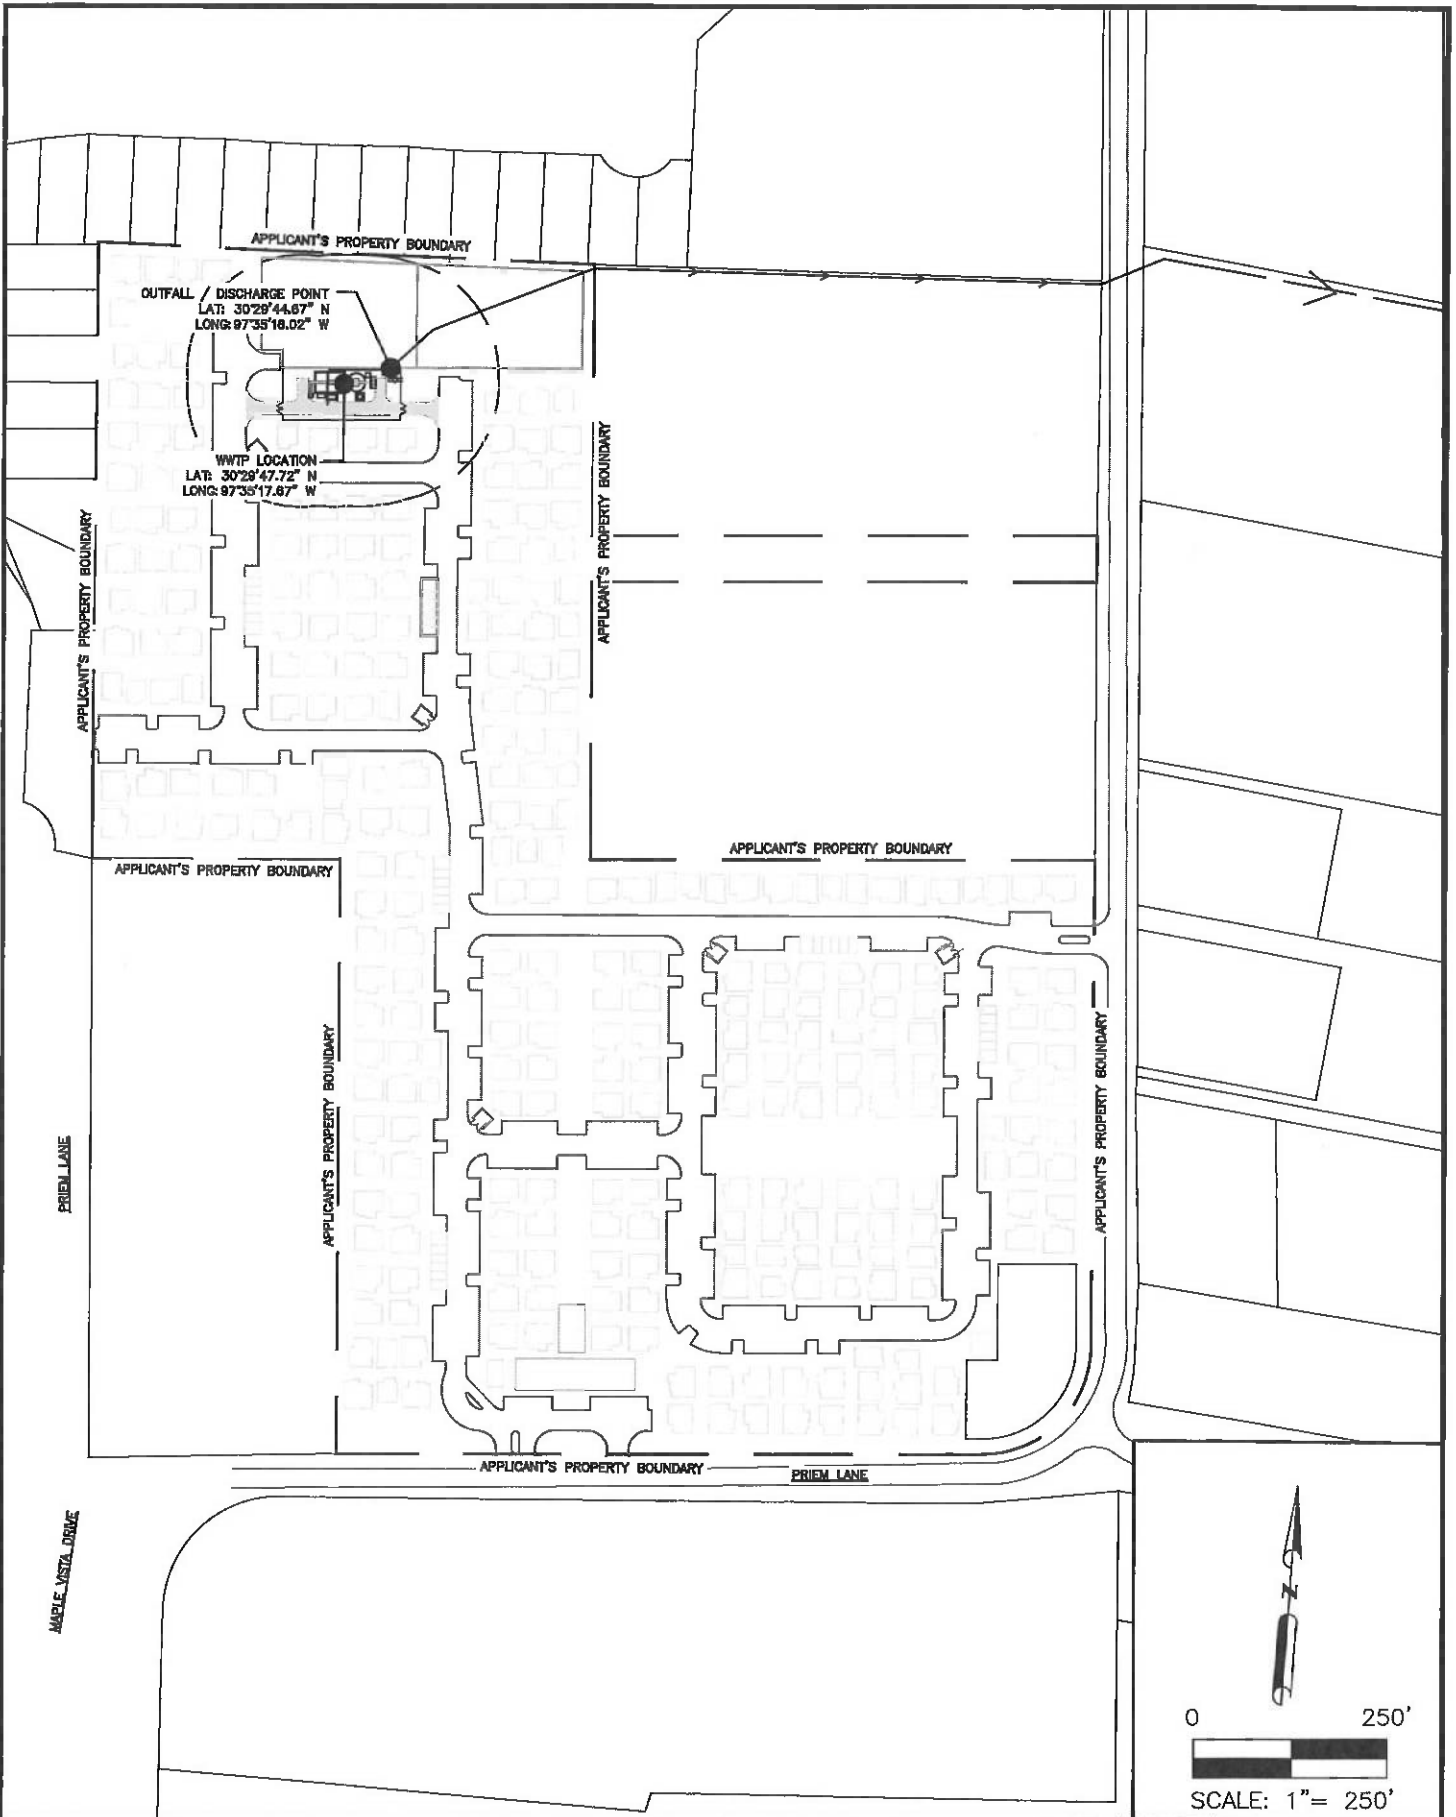 APPLICANT'S PROPERTY BOUNDARY
OUTFALL / DISCHARGE POINT
LAT: 30°29'44.67" N
LONG: 97°35'18.02" W
WWTP LOCATION
LAT: 30°29'47.72" N
LONG: 97°35'17.67" W
APPLICANT'S PROPERTY BOUNDARY
APPLICANT'S PROPERTY BOUNDARY
APPLICANT'S PROPERTY BOUNDARY
APPLICANT'S PROPERTY BOUNDARY
APPLICANT'S PROPERTY BOUNDARY
APPLICANT'S PROPERTY BOUNDARY
PRIEM LANE
APPLICANT'S PROPERTY BOUNDARY
PRIEM LANE
MAPLE VISTA DRIVE
N
0 250'
SCALE: 1"= 250'